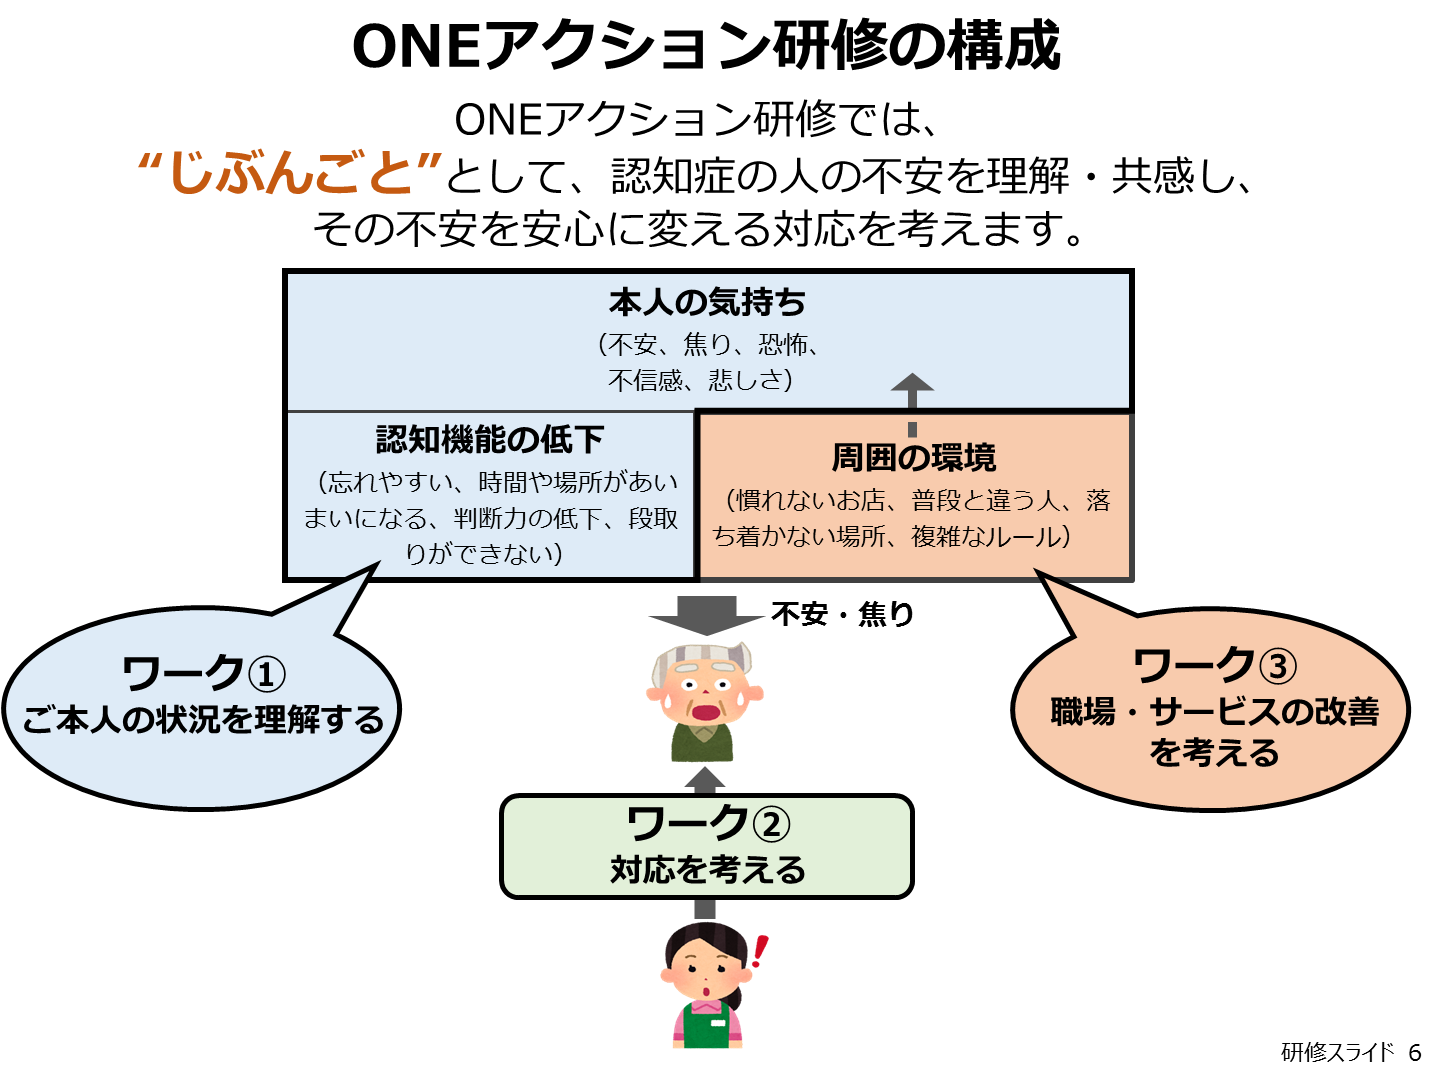 ONEアクション研修の構成
ONEアクション研修では、
“じぶんごと”として、認知症の人の不安を理解・共感し、
その不安を安心に変える対応を考えます。
本人の気持ち
（不安、焦り、恐怖、
不信感、悲しさ）
認知機能の低下
（忘れやすい、時間や場所があい
まいになる、判断力の低下、段取
りができない）
周囲の環境
（慣れないお店、普段と違う人、落
ち着かない場所、複雑なルール）
不安・焦り
ワーク①
ご本人の状況を理解する
ワーク③
職場・サービスの改善
を考える
ワーク②
対応を考える
研修スライド 6